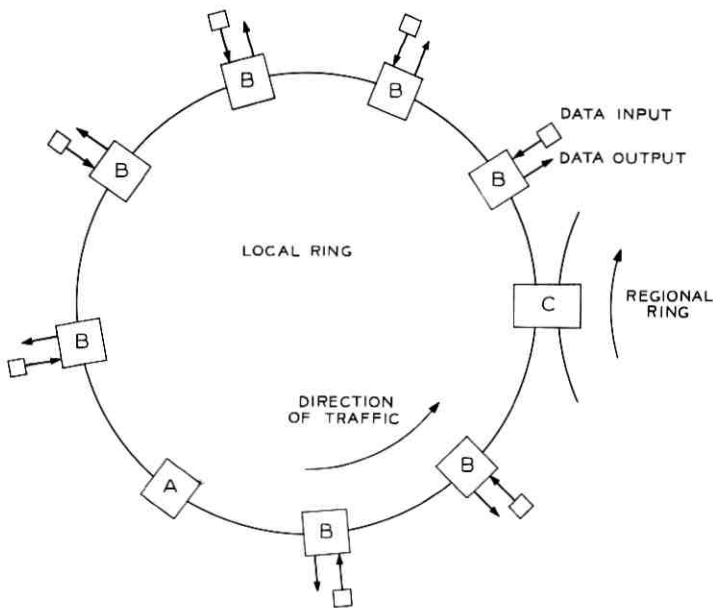 B
B
DATA INPUT
B
DATA OUTPUT
B
LOCAL RING
C
REGIONAL
RING
B
DIRECTION
OF TRAFFIC
B
A
B